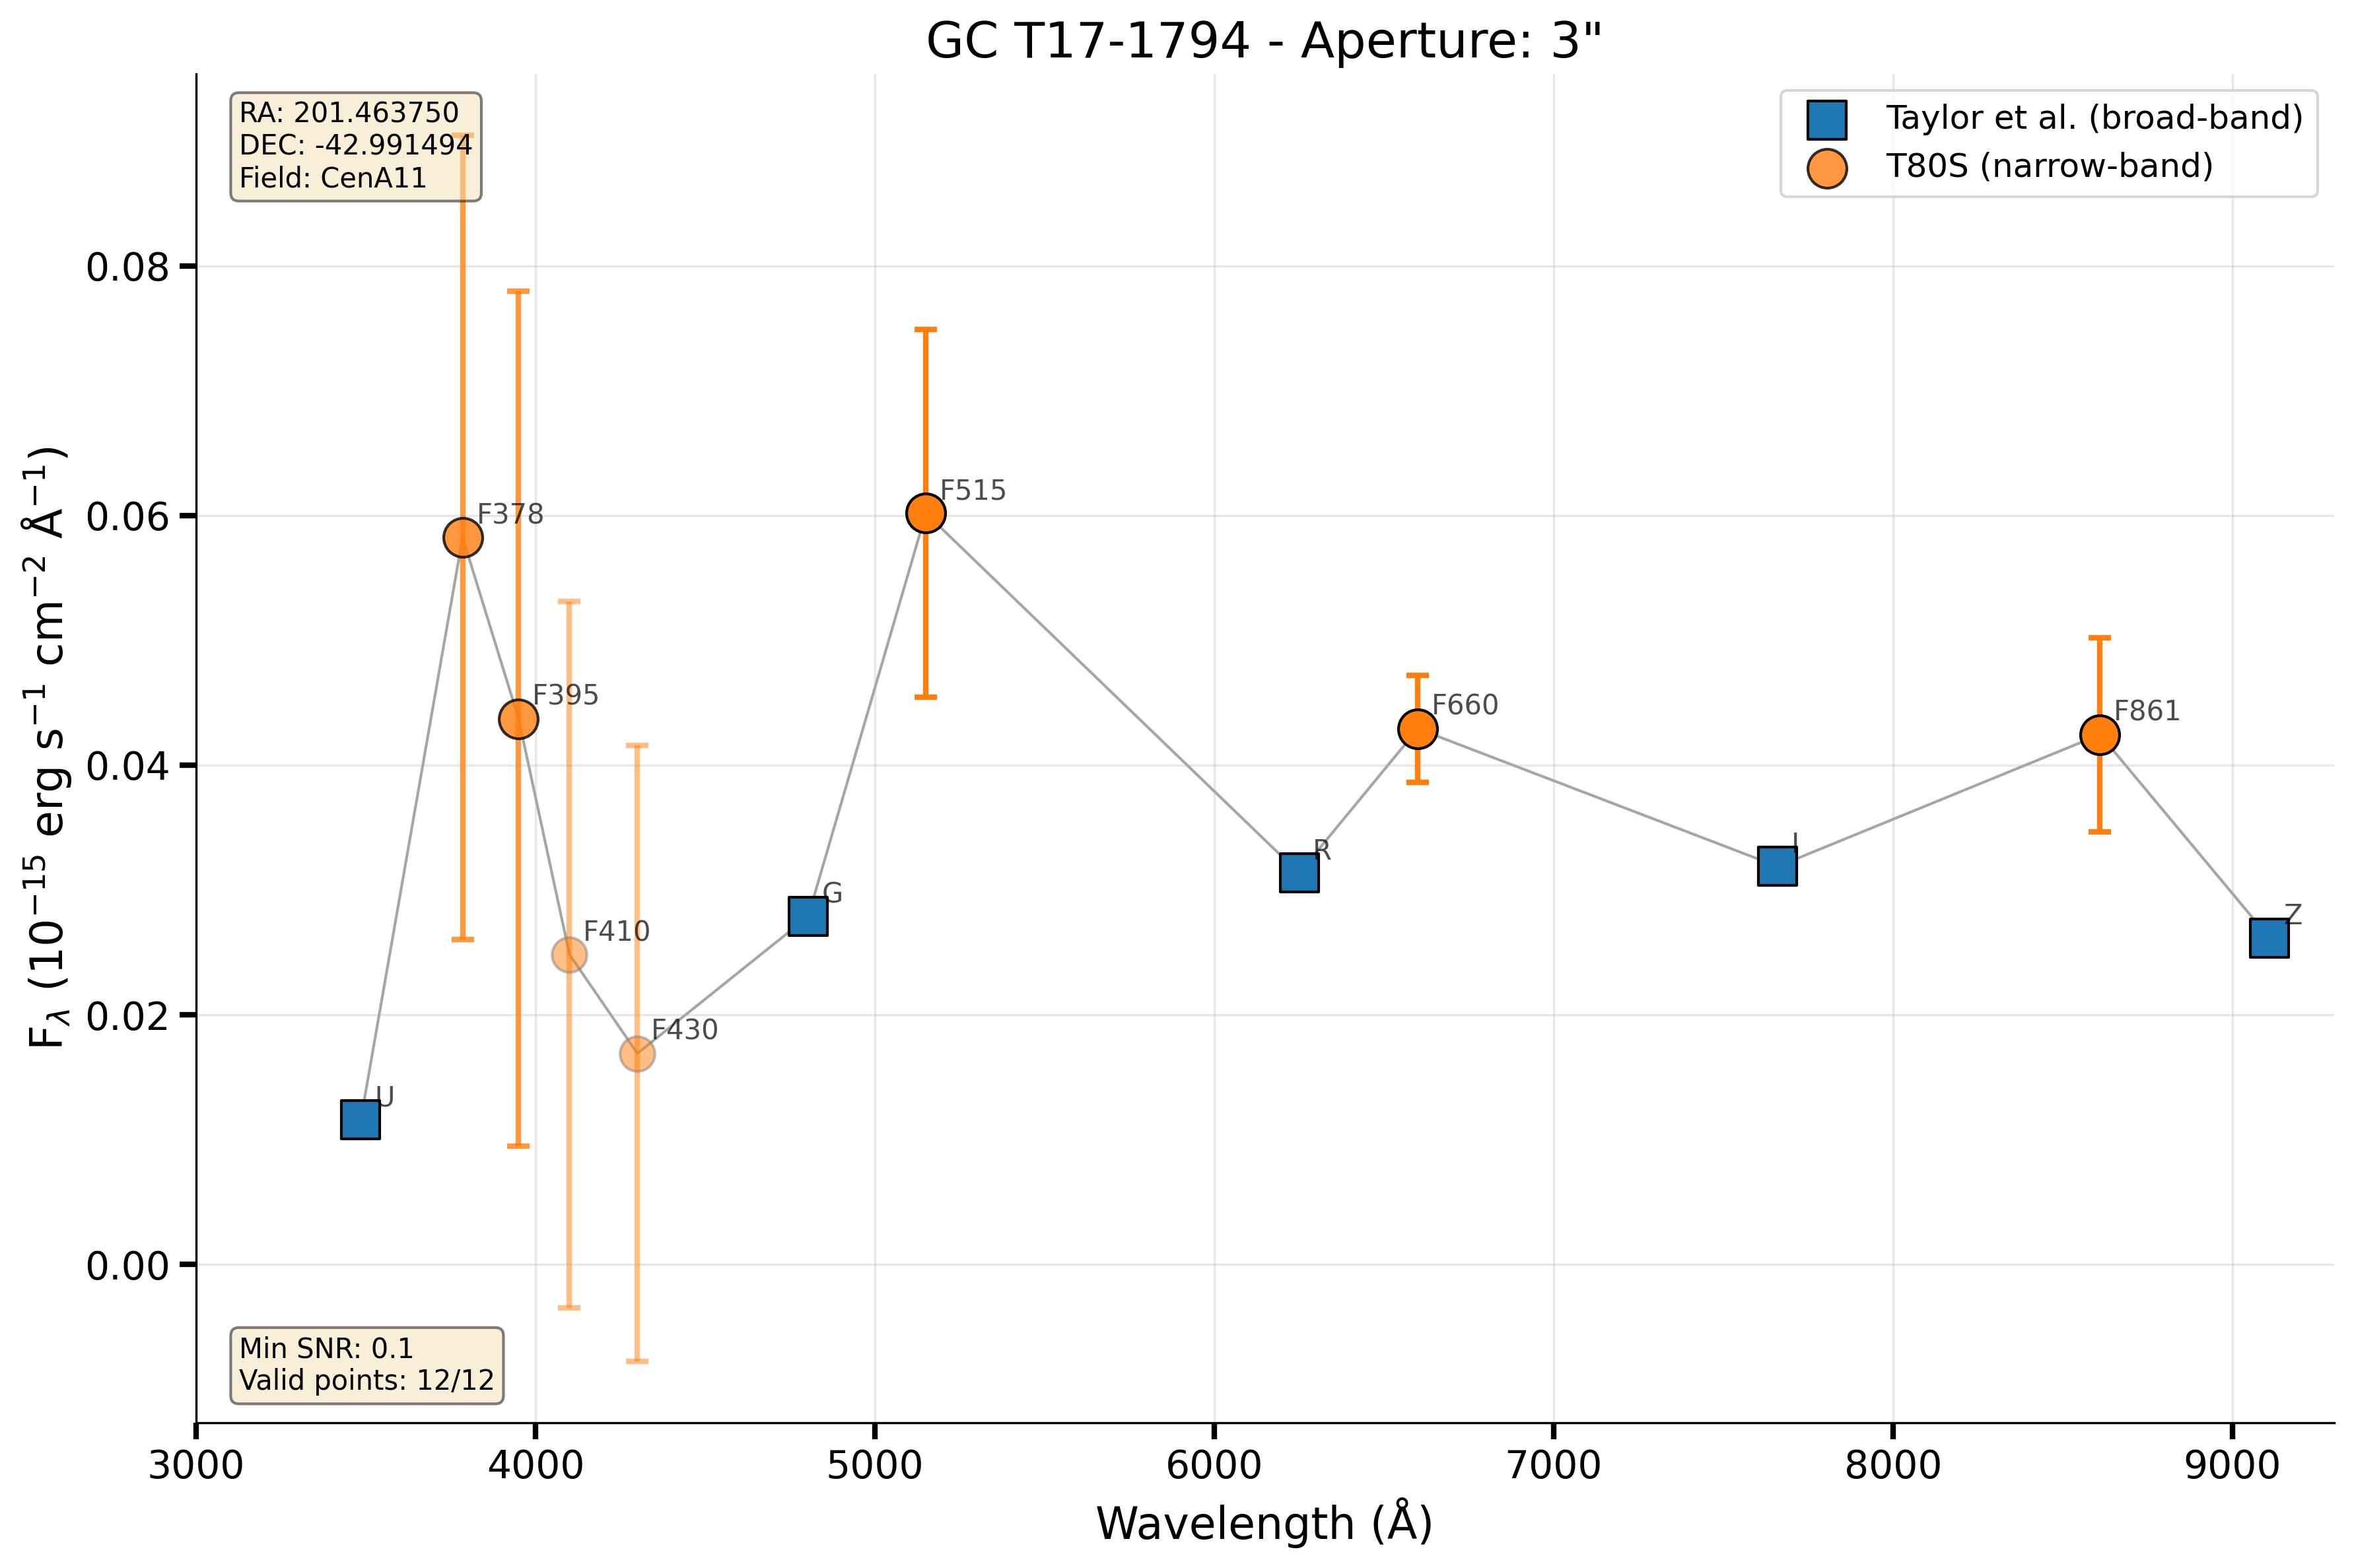 GC T17-1794 - Aperture: 3"
RA: 201.463750
DEC: -42.991494
Field: CenA11
Taylor et al. (broad-band)
T80S (narrow-band)
0.08
0.06
0.04
0.02
0.00
F$_{λ}$ (10$^{−15}$ erg s$^{−1}$ cm$^{−2}$ Å$^{−1}$)
U
F378
F395
F410
F430
G
F515
R
F660
I
F861
Z
Min SNR: 0.1
Valid points: 12/12
3000 4000 5000 6000 7000 8000 9000
Wavelength (Å)